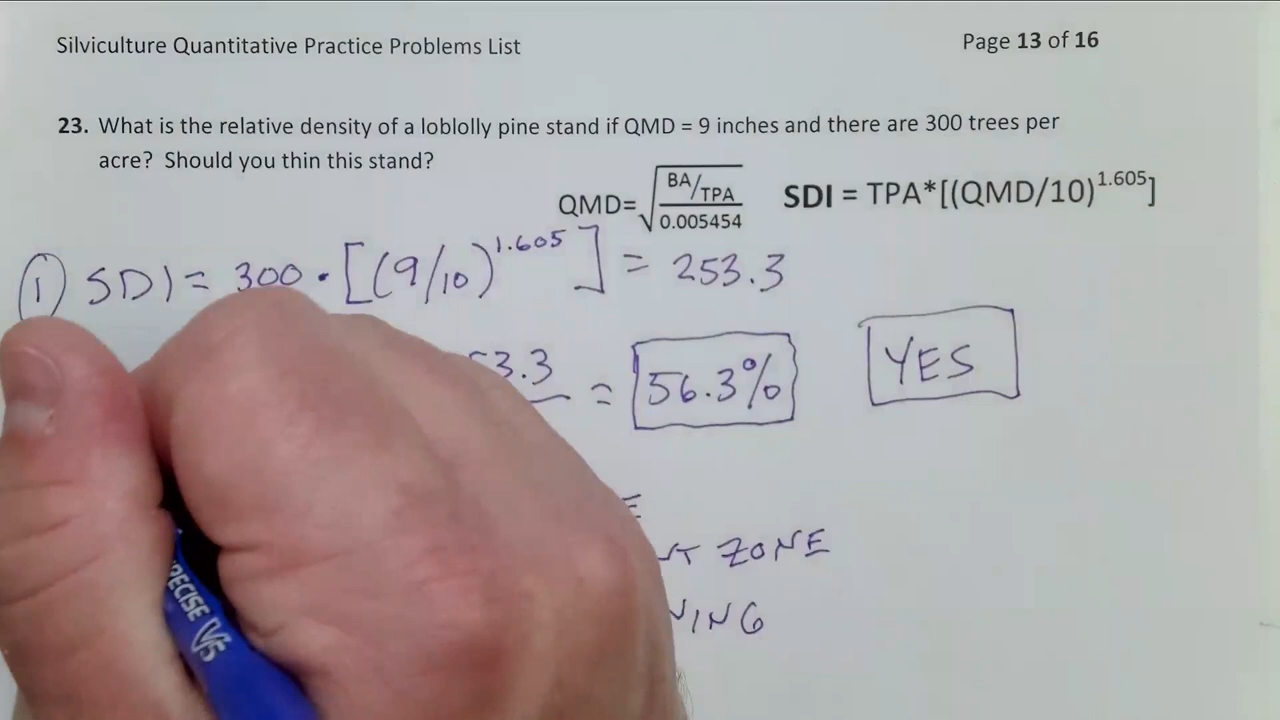 Silviculture Quantitative Practice Problems List
Page 13 of 16
23. What is the relative density of a loblolly pine stand if QMD = 9 inches and there are 300 trees per
acre? Should you thin this stand?
QMD=√BA/TPA
0.005454
SDI = TPA*[(QMD/10)^1.605]
① SDI = 300 · [(9/10)^1.605] = 253.3
3.3 = 56.3%
YES
ZONE
PRECISE V5